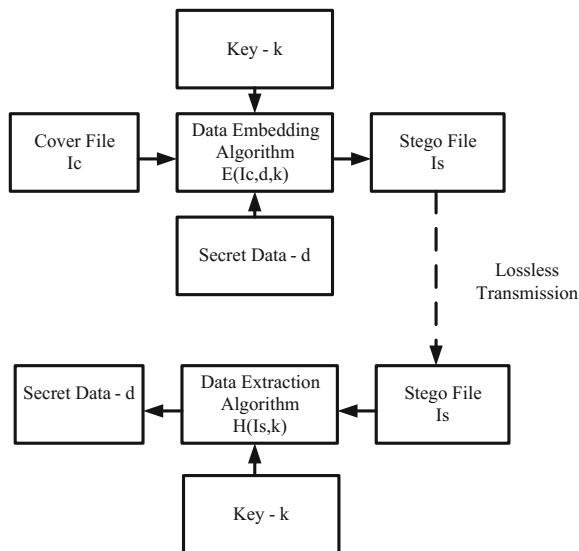 Key - k
Cover File
Ic
Data Embedding
Algorithm
E(Ic,d,k)
Stego File
Is
Secret Data - d
Lossless
Transmission
Secret Data - d
Data Extraction
Algorithm
H(Is,k)
Stego File
Is
Key - k